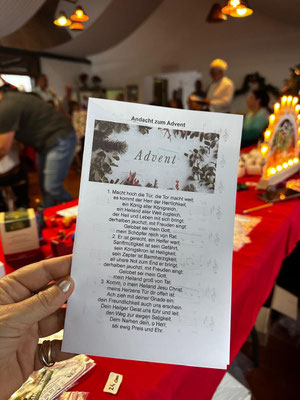 Andacht zum Advent
Advent
1. Macht hoch die Tür, die Tor macht weit;
es kommt der Herr der Herrlichkeit,
ein König aller Königreich,
ein Heiland aller Welt zugleich,
der Heil und Leben mit sich bringt;
derhalben jauchzt, mit Freuden singt:
Gelobet sei mein Gott,
mein Schöpfer reich von Rat.
2. Er ist gerecht, ein Helfer wert;
Sanftmütigkeit ist sein Gefährt,
sein Königskron ist Heiligkeit,
sein Zepter ist Barmherzigkeit;
all unsre Not zum End er bringt,
derhalben jauchzt, mit Freuden singt:
Gelobet sei mein Gott,
mein Heiland groß von Tat.
3. Komm, o mein Heiland Jesu Christ,
meins Herzens Tür dir offen ist.
Ach zieh mit deiner Gnade ein;
dein Freundlichkeit auch uns erschein.
Dein Heilger Geist uns führ und leit
den Weg zur ewgen Seligkeit.
Dem Namen dein, o Herr,
sei ewig Preis und Ehr.